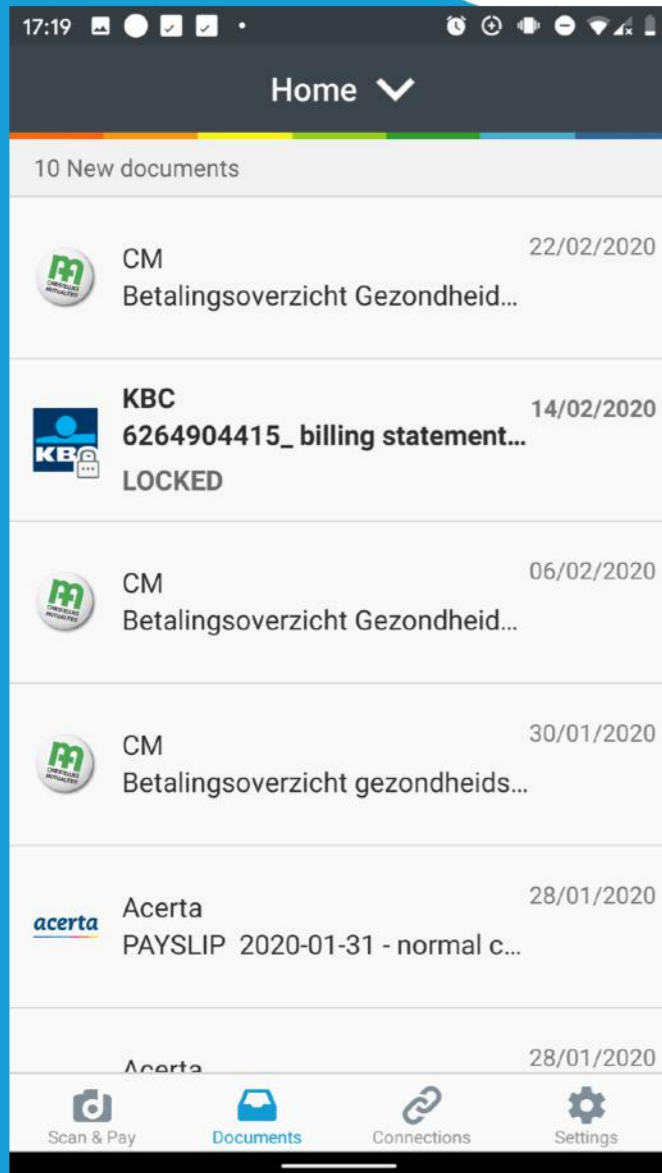 17:19
Home
10 New documents
CM
22/02/2020
Betalingsoverzicht Gezondheid...
KBC
14/02/2020
6264904415_ billing statement...
LOCKED
KBC
CM
06/02/2020
Betalingsoverzicht Gezondheid...
CM
30/01/2020
Betalingsoverzicht gezondheids...
acerta
Acerta
28/01/2020
PAYSLIP 2020-01-31 - normal c...
Acerta
28/01/2020
Scan & Pay
Documents
Connections
Settings